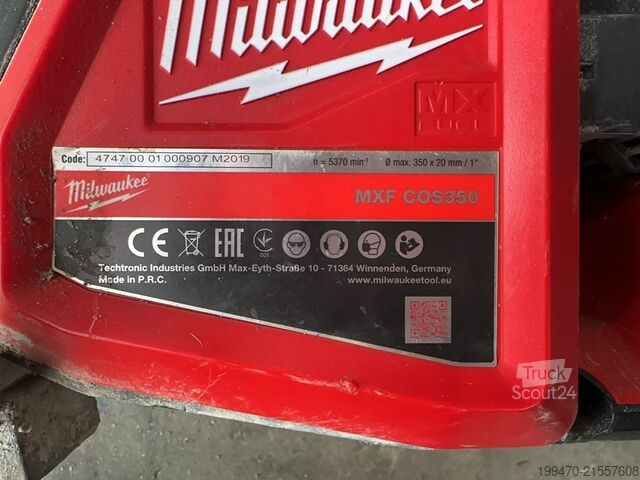 Milwaukee
MX
FUEL
Code: 4747 00 01 000907 M2019
n = 5370 min⁻¹
Ø max. 350 x 20 mm / 1"
Milwaukee
MXF COS350
CE EAC
001
Techtronic Industries GmbH Max-Eyth-Straße 10 - 71364 Winnenden, Germany
Made in P.R.C.
www.milwaukeetool.eu
Truck
Scout24
199470-21557608